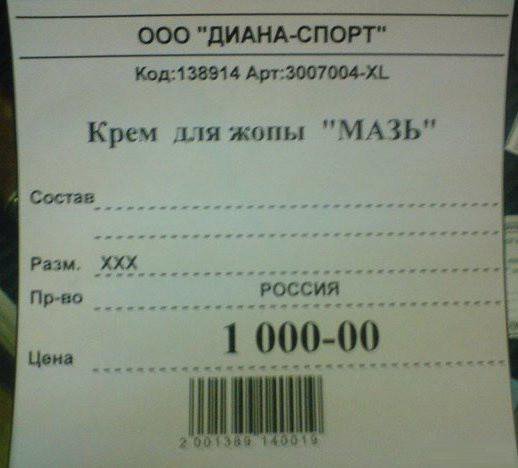 ООО "ДИАНА-СПОРТ"
Код:138914 Арт:3007004-XL
Крем для жопы "МАЗЬ"
Состав
Разм. XXX
Пр-во РОССИЯ
Цена 1 000-00
2 001389 140019